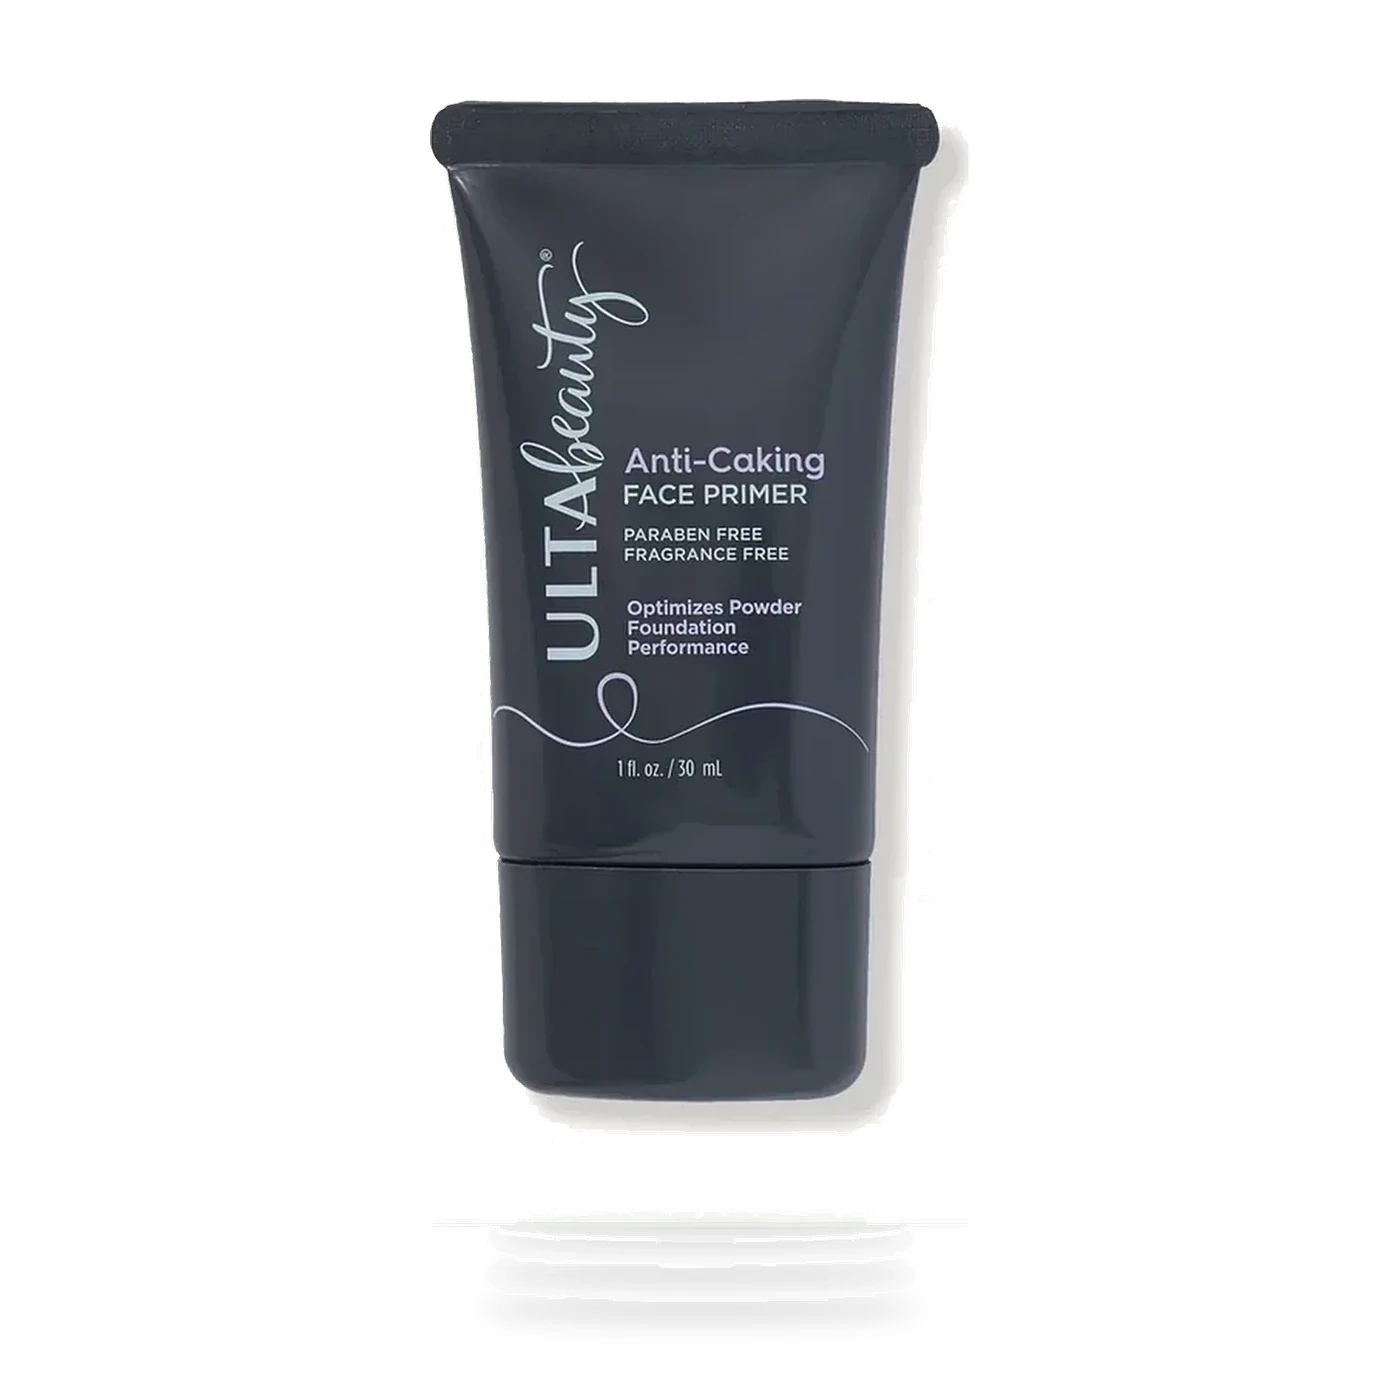 ULTAbeauty®
Anti-Caking
FACE PRIMER
PARABEN FREE
FRAGRANCE FREE
Optimizes Powder
Foundation
Performance
1 fl. oz. / 30 mL